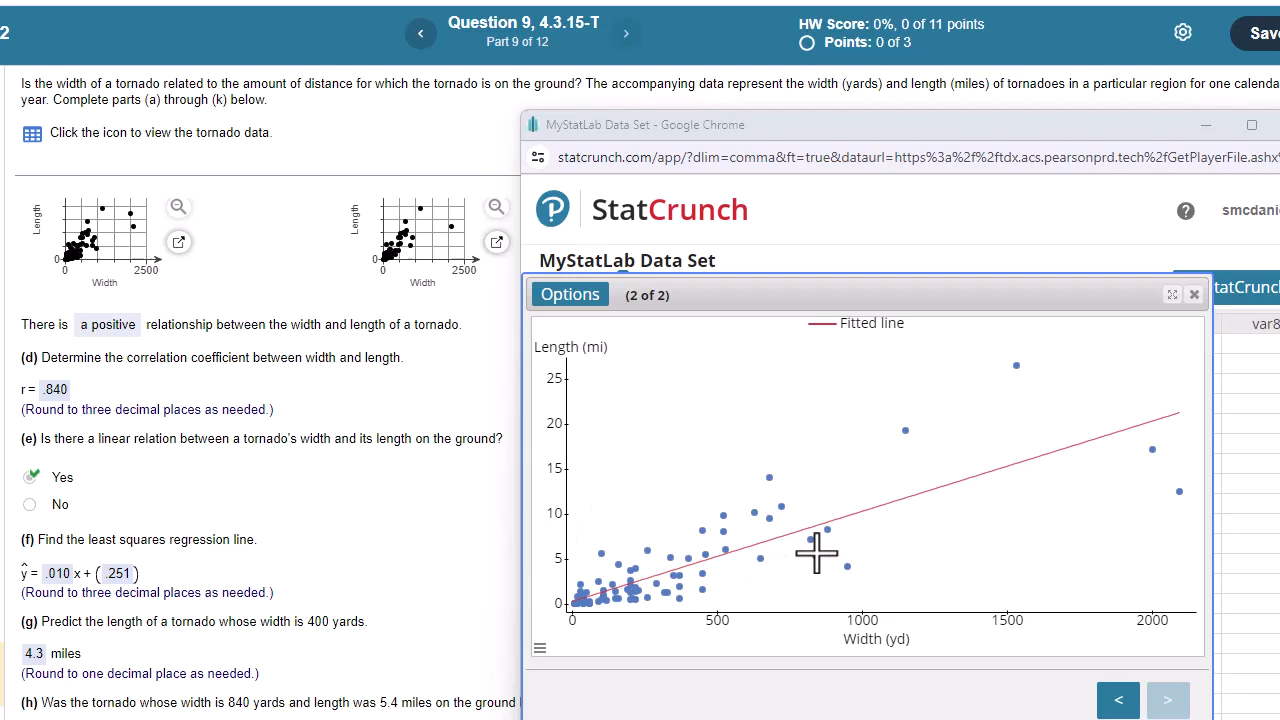 2
Question 9, 4.3.15-T
Part 9 of 12
HW Score: 0%, 0 of 11 points
Points: 0 of 3
Save
Is the width of a tornado related to the amount of distance for which the tornado is on the ground? The accompanying data represent the width (yards) and length (miles) of tornadoes in a particular region for one calenda
year. Complete parts (a) through (k) below.
Click the icon to view the tornado data.
Length
0
0
2500
Width
Length
0
0
2500
Width
There is a positive relationship between the width and length of a tornado.
(d) Determine the correlation coefficient between width and length.
r = .840
(Round to three decimal places as needed.)
(e) Is there a linear relation between a tornado's width and its length on the ground?
Yes
No
(f) Find the least squares regression line.
ŷ = .010 x + (.251)
(Round to three decimal places as needed.)
(g) Predict the length of a tornado whose width is 400 yards.
4.3 miles
(Round to one decimal place as needed.)
(h) Was the tornado whose width is 840 yards and length was 5.4 miles on the ground
MyStatLab Data Set - Google Chrome
statcrunch.com/app/?dlim=comma&ft=true&dataurl=https%3a%2f%2ftdx.acs.pearsonprd.tech%2fGetPlayerFile.ashx%
P
StatCrunch
?
smcdani
MyStatLab Data Set
tatCrunch
var8
Options
(2 of 2)
Fitted line
Length (mi)
25
20
15
10
5
0
0
500
1000
1500
2000
Width (yd)
<
>